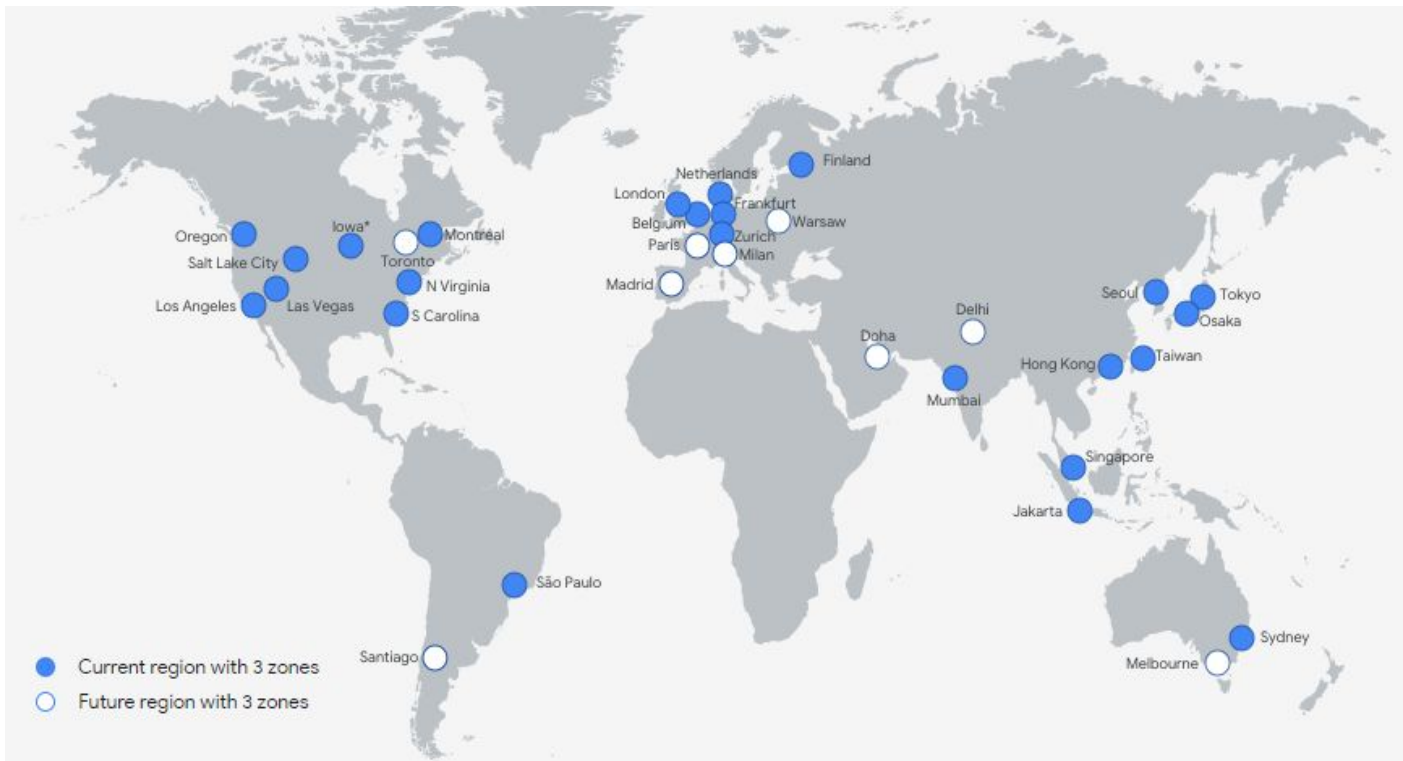 Finland
Netherlands
London
Frankfurt
Belgium
Warsaw
Zurich
Paris
Milan
Madrid
Iowa*
Oregon
Montréal
Toronto
Salt Lake City
N Virginia
Los Angeles
Las Vegas
S Carolina
Seoul
Tokyo
Osaka
Delhi
Doha
Taiwan
Hong Kong
Mumbai
Singapore
Jakarta
São Paulo
Sydney
Santiago
Melbourne
Current region with 3 zones
Future region with 3 zones